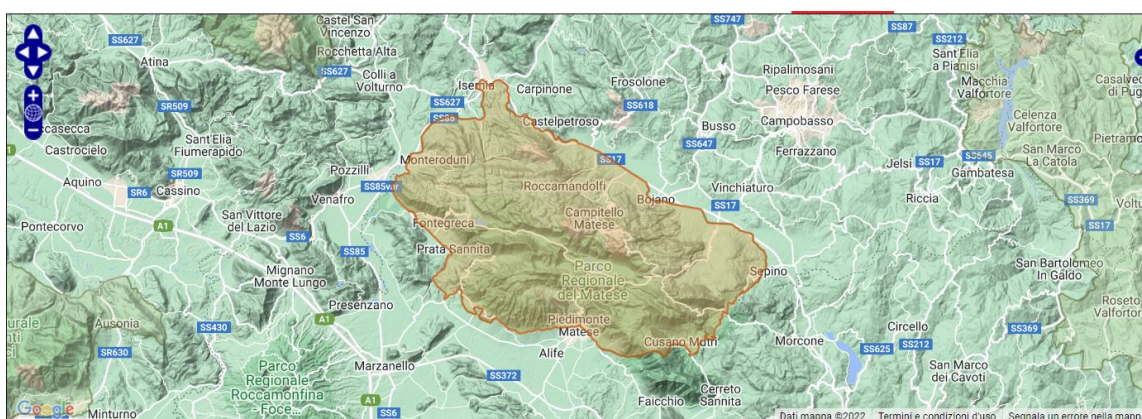 SS747
SS87
SS212
SS627
Castel San
Vincenzo
Atina
Rocchetta Alta
SS627
Colli a
Volturno
Isernia
Carpinone
Frosolone
Ripalimosani
Sant'Elia
a Pianisi
Macchia
Valfortore
SR509
SS627
SS618
Pesco Farese
Celenza
Valfortore
Castelpetroso
Busso
Campobasso
Sant'Elia
Fiumerapido
SS647
Ferrazzano
Castrocielo
Monteroduni
SS17
Jelsi
SS17
SS645
Gambatesa
San Marco
La Catola
Pozzilli
SR509
Aquino
SR6
Cassino
SS85var
Roccamandolfi
Vinchiaturo
Venafro
Bojano
SS17
Riccia
SS369
SS17
Pontecorvo
A1
San Vittore
del Lazio
SS6
Fontegreca
Campitello
Matese
SS85
Prata Sannita
Mignano
Monte Lungo
Parco
Regionale
del Matese
Sepino
San Bartolomeo
In Galdo
Presenzano
Roseto
Valfortor
Ausonia
SS430
A1
Piedimonte
Matese
Circello
SS369
SR630
Alife
Cusano Mutri
Morcone
SS625
SS212
Parco
Regionale
Roccamonfina
Foce...
Marzanello
SS372
San Marco
dei Cavoti
A1
Cerreto
Sannita
Faicchio
SS6
Minturno
Google
Dati mappa ©2022 Termini e condizioni d'uso Segnala un errore nella mapp